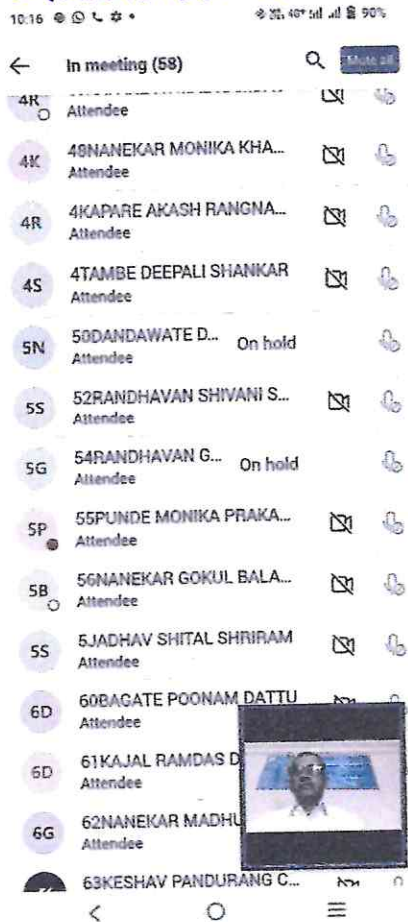 10:16
90%
In meeting (58)
Mute all
4R
Attendee
4K
48NANEKAR MONIKA KHA...
Attendee
4R
4KAPARE AKASH RANGNA...
Attendee
4S
4TAMBE DEEPALI SHANKAR
Attendee
5N
50DANDAWATE D...
On hold
Attendee
5S
52RANDHAVAN SHIVANI S...
Attendee
5G
54RANDHAVAN G...
On hold
Attendee
5P
55PUNDE MONIKA PRAKA...
Attendee
5B
56NANEKAR GOKUL BALA...
Attendee
5S
5JADHAV SHITAL SHRIRAM
Attendee
6D
60BAGATE POONAM DATTU
Attendee
6D
61KAJAL RAMDAS D
Attendee
6G
62NANEKAR MADHU
Attendee
63KESHAV PANDURANG C...